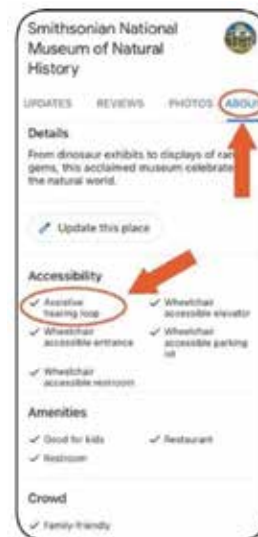 Smithsonian National
Museum of Natural
History
UPDATES REVIEWS PHOTOS ABOUT
Details
From dinosaur exhibits to displays of rare
gems, this acclaimed museum celebrates
the natural world.
Update this place
Accessibility
✓ Assistive
hearing loop
✓ Wheelchair
accessible elevator
✓ Wheelchair
accessible entrance
✓ Wheelchair
accessible parking
lot
✓ Wheelchair
accessible restroom
Amenities
✓ Good for kids ✓ Restaurant
✓ Restroom
Crowd
✓ Family-friendly